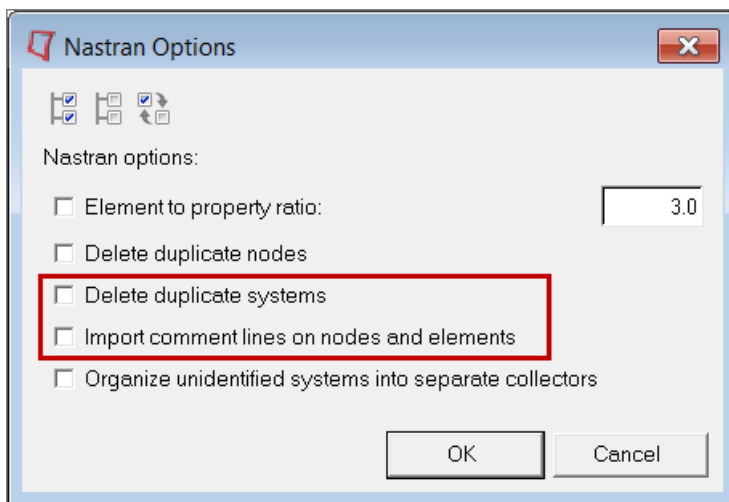 Nastran Options
Nastran options:
Element to property ratio: 3.0
Delete duplicate nodes
Delete duplicate systems
Import comment lines on nodes and elements
Organize unidentified systems into separate collectors
OK Cancel